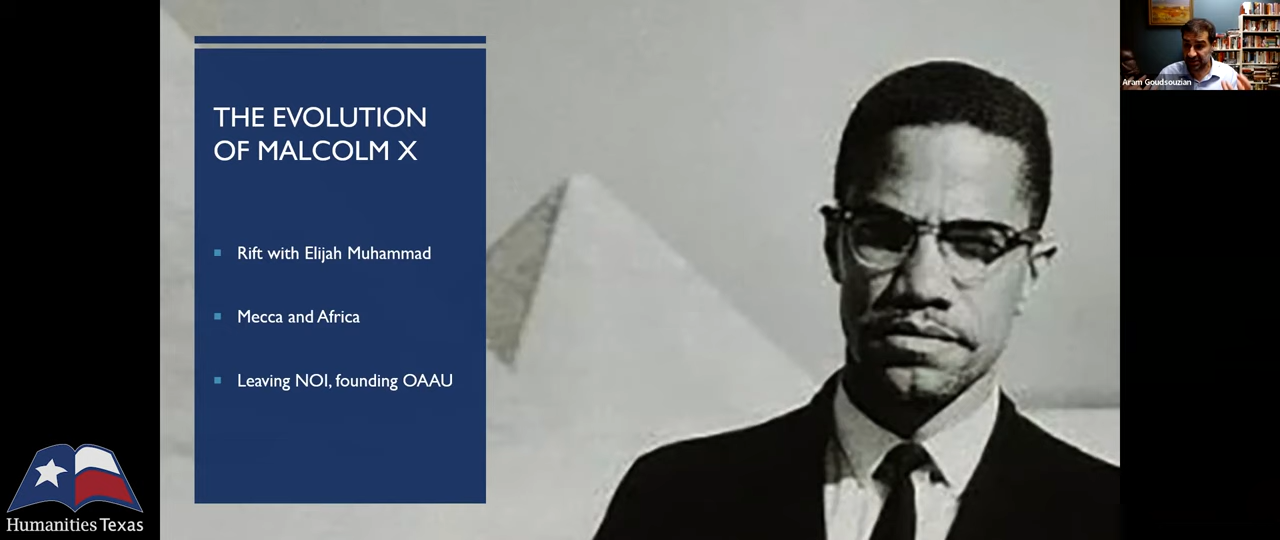 THE EVOLUTION
OF MALCOLM X
Rift with Elijah Muhammad
Mecca and Africa
Leaving NOI, founding OAAU
Aram Goudsouzian
Humanities Texas